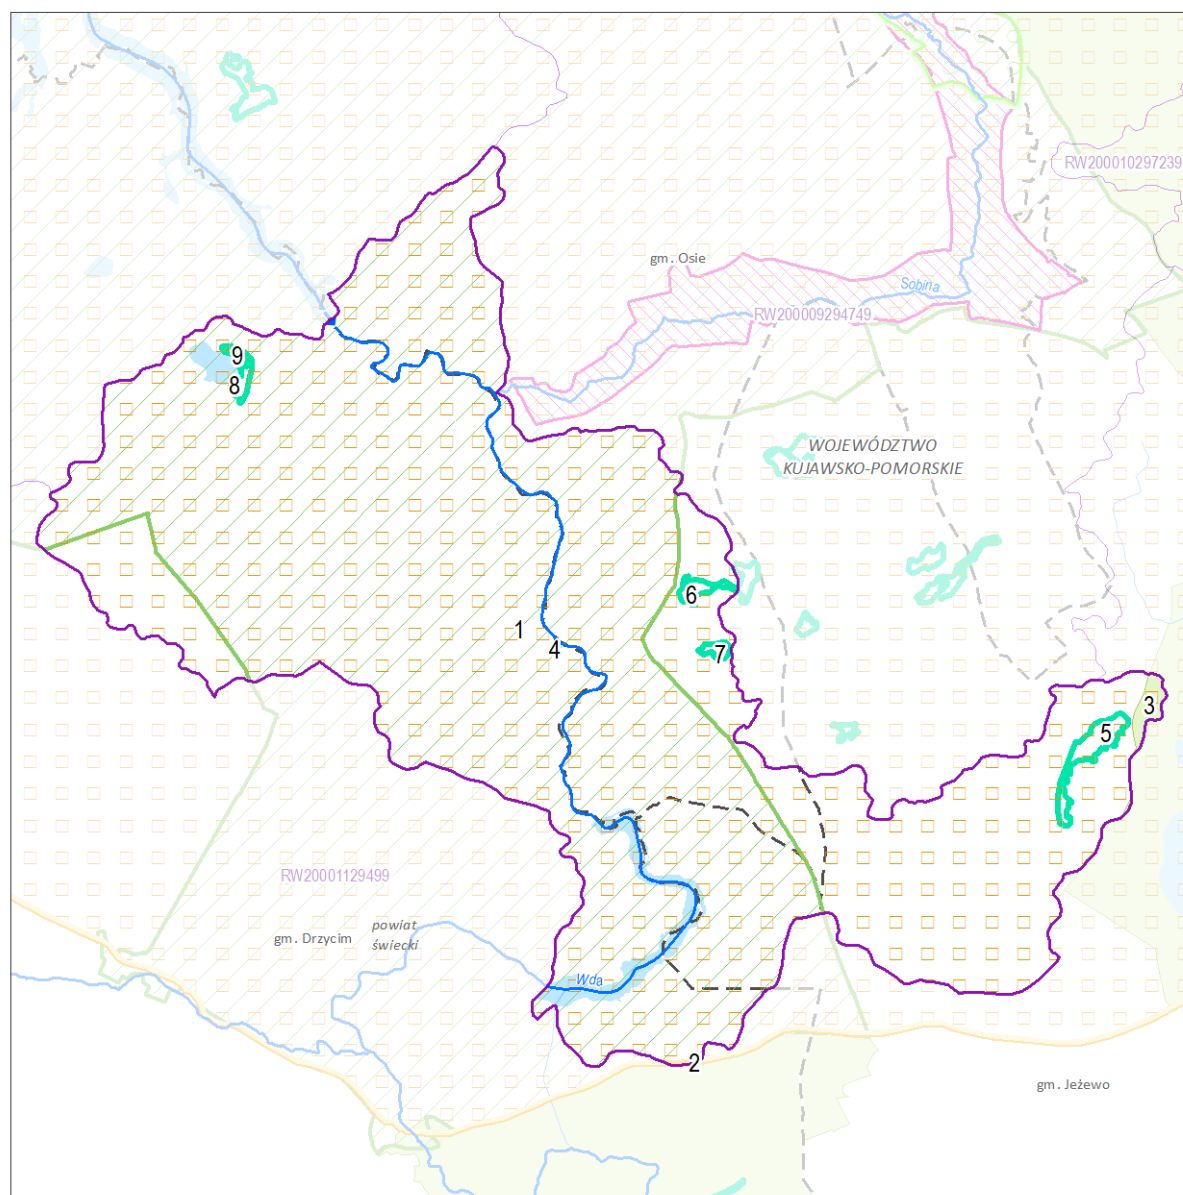 RW200010297239
gm. Osie
Sobina
RW200009294749
9
8
WOJEWÓDZTWO
KUJAWSKO-POMORSKIE
6
1
4
7
3
5
RW20001129499
powiat
świecki
gm. Drzycim
Wda
2
gm. Jeżewo